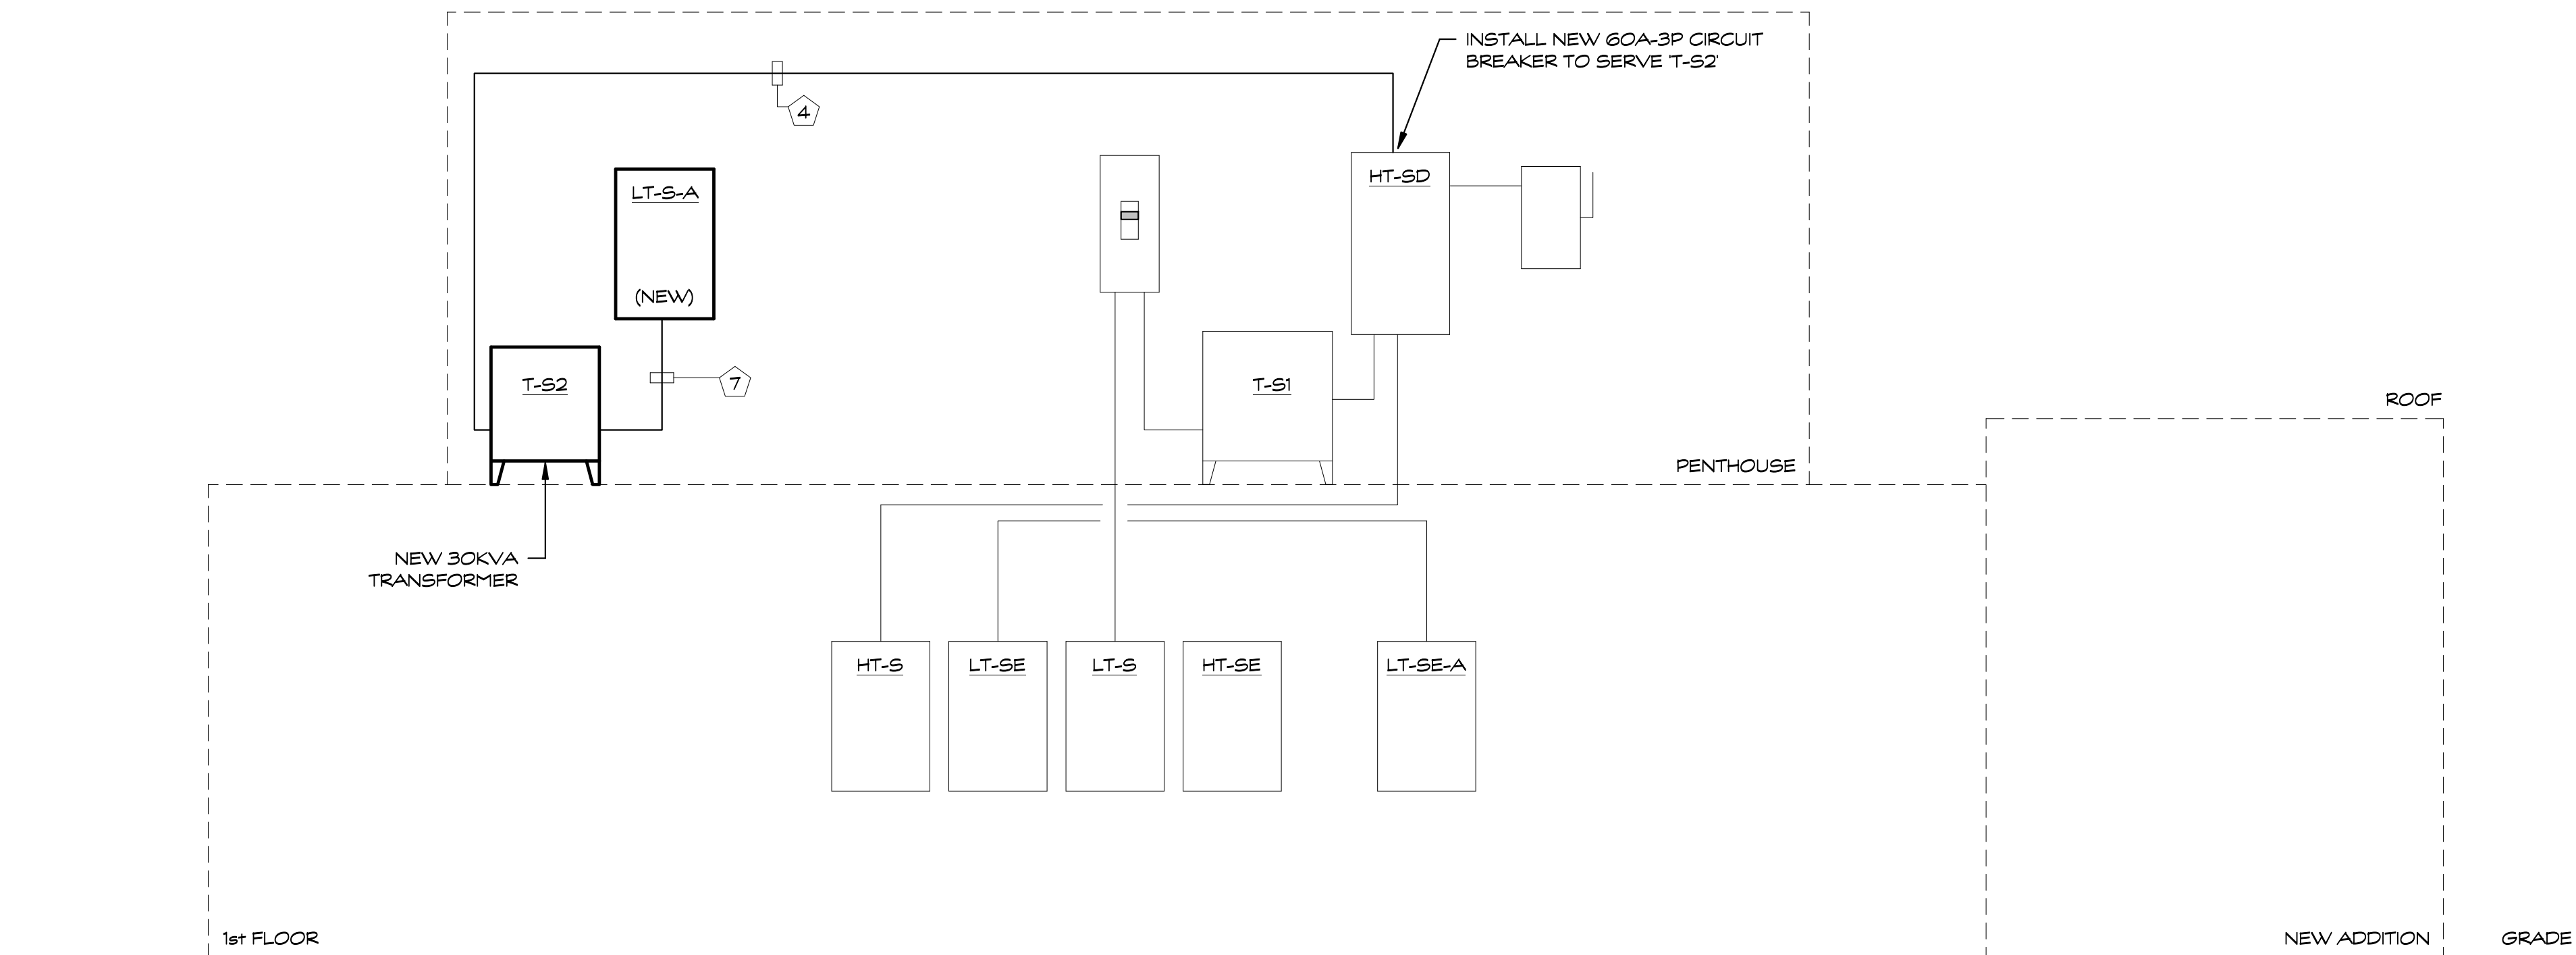 INSTALL NEW 60A-3P CIRCUIT
BREAKER TO SERVE 'T-S2'
4
HT-SD
LT-S-A
(NEW)
7
T-S2
T-S1
ROOF
PENTHOUSE
NEW 30KVA
TRANSFORMER
HT-S
LT-SE
LT-S
HT-SE
LT-SE-A
1st FLOOR
NEW ADDITION
GRADE